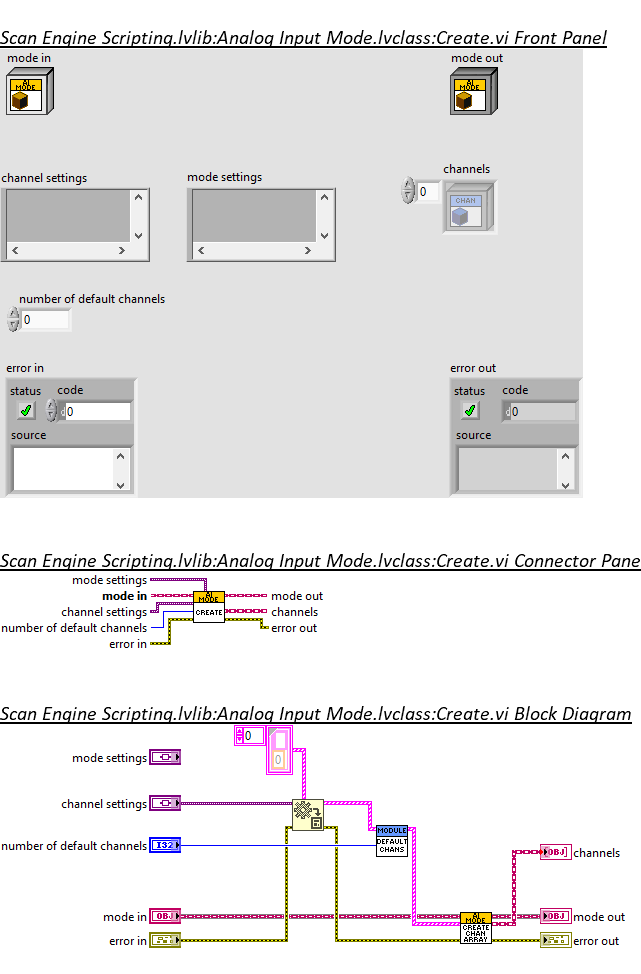 Scan Engine Scripting.lvlib:Analog Input Mode.lvclass:Create.vi Front Panel
mode in
mode out
AI
MODE
AI
MODE
channel settings
mode settings
channels
0
CHAN
number of default channels
0
error in
error out
status
code
status
code
d0
d0
source
source
Scan Engine Scripting.lvlib:Analog Input Mode.lvclass:Create.vi Connector Pane
mode settings
mode in
mode out
AI
MODE
channel settings
CREATE
channels
number of default channels
error out
error in
Scan Engine Scripting.lvlib:Analog Input Mode.lvclass:Create.vi Block Diagram
0
mode settings
0
channel settings
MODULE
number of default channels
I32
DEFAULT
CHANS
OBJ
channels
mode in
OBJ
AI
MODE
OBJ
mode out
CREATE
CHAN
ARRAY
error in
error out